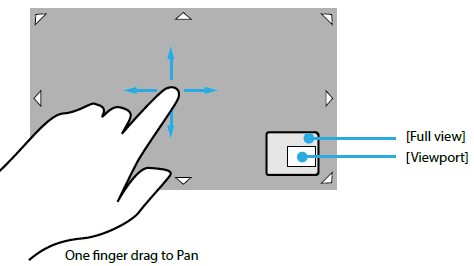 [Full view]
[Viewport]
One finger drag to Pan